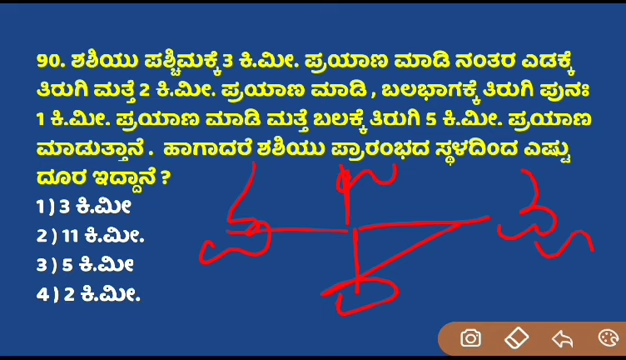 90. ಶಶಿಯು ಪಶ್ಚಿಮಕ್ಕೆ 3 ಕಿ.ಮೀ. ಪ್ರಯಾಣ ಮಾಡಿ ನಂತರ ಎಡಕ್ಕೆ
ತಿರುಗಿ ಮತ್ತೆ 2 ಕಿ.ಮೀ. ಪ್ರಯಾಣ ಮಾಡಿ , ಬಲಭಾಗಕ್ಕೆ ತಿರುಗಿ ಪುನಃ
1 ಕಿ.ಮೀ. ಪ್ರಯಾಣ ಮಾಡಿ ಮತ್ತೆ ಬಲಕ್ಕೆ ತಿರುಗಿ 5 ಕಿ.ಮೀ. ಪ್ರಯಾಣ
ಮಾಡುತ್ತಾನೆ . ಹಾಗಾದರೆ ಶಶಿಯು ಪ್ರಾರಂಭದ ಸ್ಥಳದಿಂದ ಎಷ್ಟು
ದೂರ ಇದ್ದಾನೆ ?
1 ) 3 ಕಿ.ಮೀ
2 ) 11 ಕಿ.ಮೀ.
3 ) 5 ಕಿ.ಮೀ
4 ) 2 ಕಿ.ಮೀ.